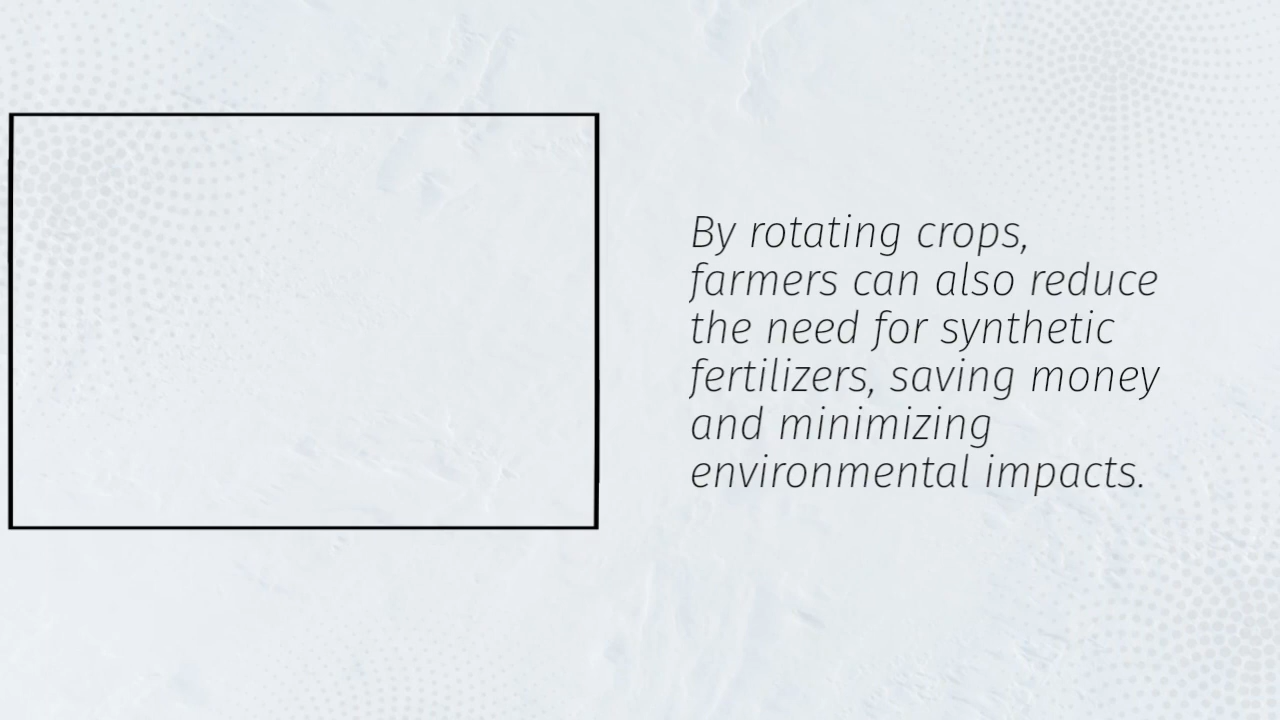 By rotating crops,
farmers can also reduce
the need for synthetic
fertilizers, saving money
and minimizing
environmental impacts.